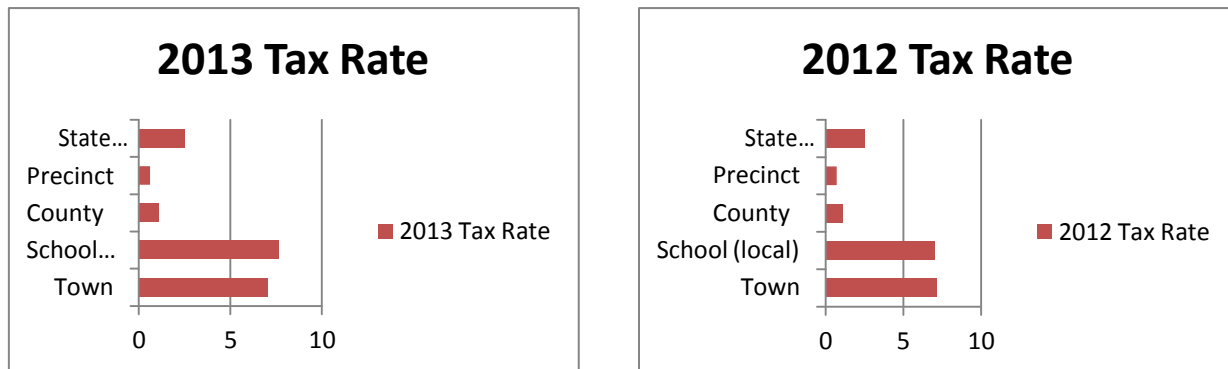 2013 Tax Rate
State...
Precinct
County
School...
Town
0 5 10
2013 Tax Rate
2012 Tax Rate
State...
Precinct
County
School (local)
Town
0 5 10
2012 Tax Rate